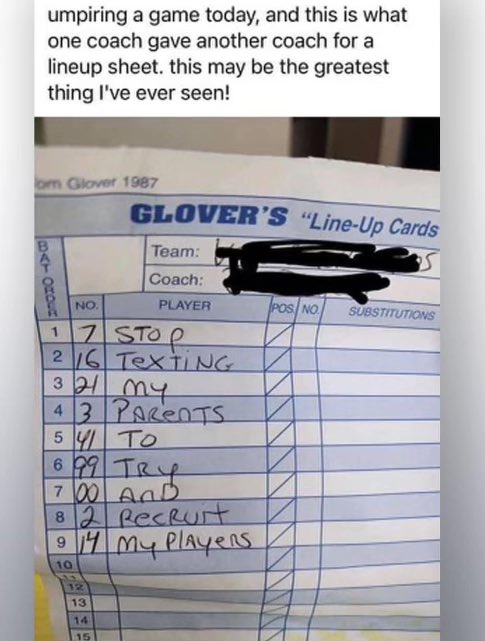 umpiring a game today, and this is what
one coach gave another coach for a
lineup sheet. this may be the greatest
thing I've ever seen!
om Glover 1987
GLOVER'S "Line-Up Cards
BAT ORDER
Team:
Coach:
NO. PLAYER POS. NO. SUBSTITUTIONS
1 7 STOP
2 16 TEXTING
3 21 MY
4 3 PARENTS
5 41 TO
6 99 TRY
7 00 AND
8 2 RECRUIT
9 14 MY PLAYERS
10
11
12
13
14
15